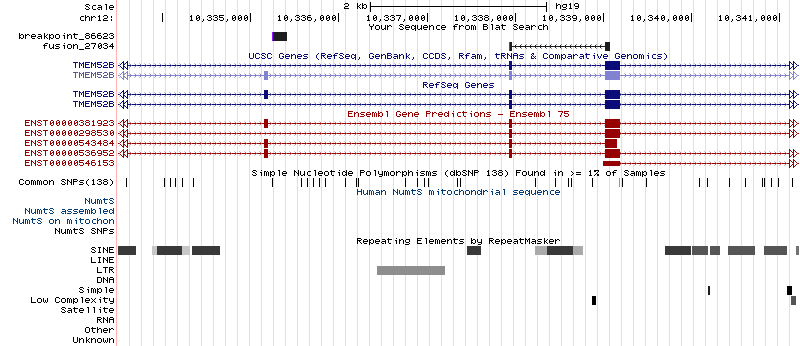 Scale 2 kb hg19
chr12: 10,335,000 10,336,000 10,337,000 10,338,000 10,339,000 10,340,000 10,341,000
Your Sequence from Blat Search
breakpoint_86623
fusion_27034
UCSC Genes (RefSeq, GenBank, CCDS, Rfam, tRNAs & Comparative Genomics)
TMEM52B
TMEM52B
RefSeq Genes
TMEM52B
TMEM52B
Ensembl Gene Predictions - Ensembl 75
ENST00000381923
ENST00000298530
ENST00000543484
ENST00000536952
ENST00000546153
Simple Nucleotide Polymorphisms (dbSNP 138) Found in >= 1% of Samples
Common SNPs(138)
Human NumtS mitochondrial sequence
NumtS
NumtS assembled
NumtS on mitochon
NumtS SNPs
Repeating Elements by RepeatMasker
SINE
LINE
LTR
DNA
Simple
Low Complexity
Satellite
RNA
Other
Unknown